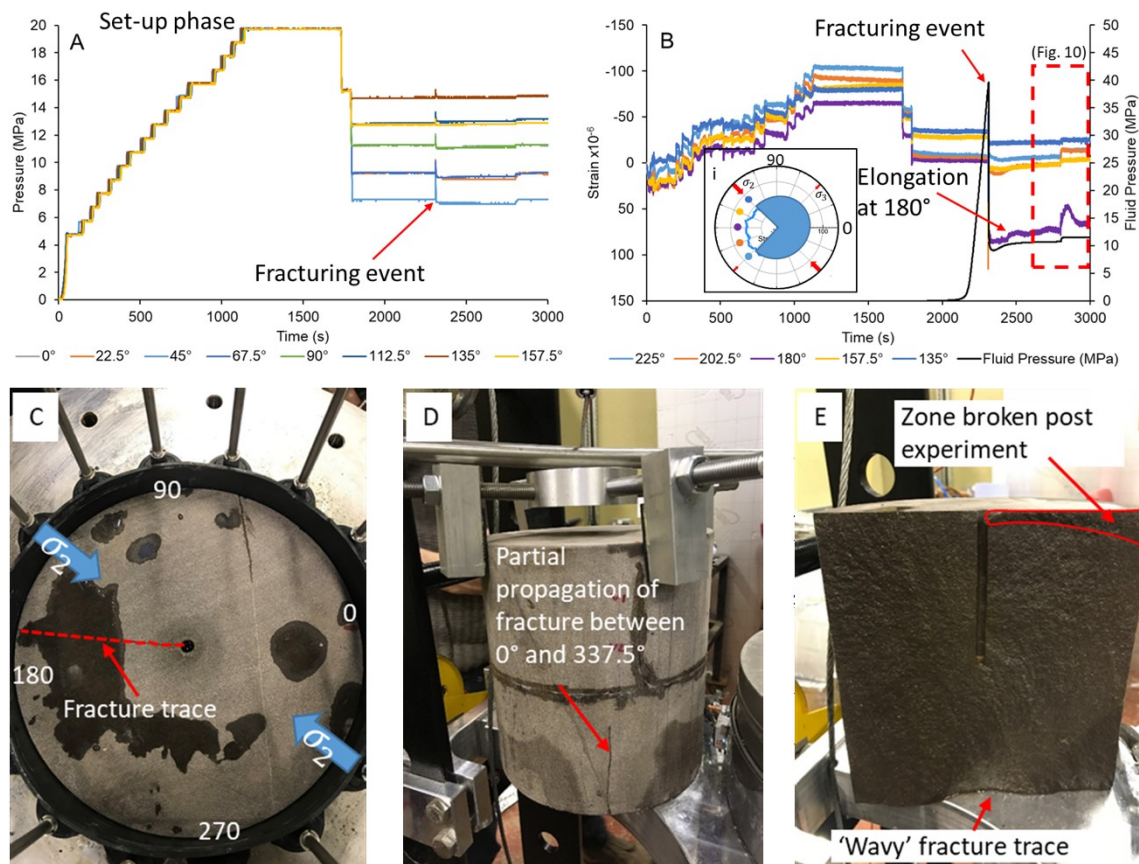 Set-up phase
A
20
18
16
14
12
10
8
6
4
2
0
Pressure (MPa)
Fracturing event
0 500 1000 1500 2000 2500 3000
Time (s)
0° 22.5° 45° 67.5° 90° 112.5° 135° 157.5°
B
Fracturing event
(Fig. 10)
-150
-100
-50
0
50
100
150
Strain x10⁻⁶
50
45
40
35
30
25
20
15
10
5
0
Fluid Pressure (MPa)
i
90
σ₂
σ₃
0
100
Elongation
at 180°
0 500 1000 1500 2000 2500 3000
Time (s)
225° 202.5° 180° 157.5° 135° Fluid Pressure (MPa)
C
90
σ₂
0
180
Fracture trace
σ₂
270
D
Partial
propagation of
fracture between
0° and 337.5°
E
Zone broken post
experiment
‘Wavy’ fracture trace